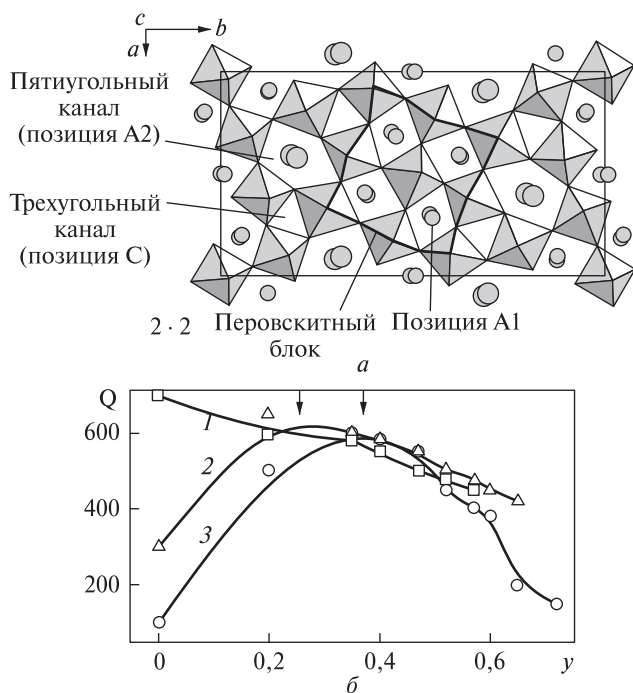 c
b
a
Пятиугольный
канал
(позиция A2)
Трехугольный
канал
(позиция C)
2 · 2
Перовскитный
блок
Позиция A1
а
Q
600
400
200
1
2
3
0
0,2
0,4
0,6
y
б